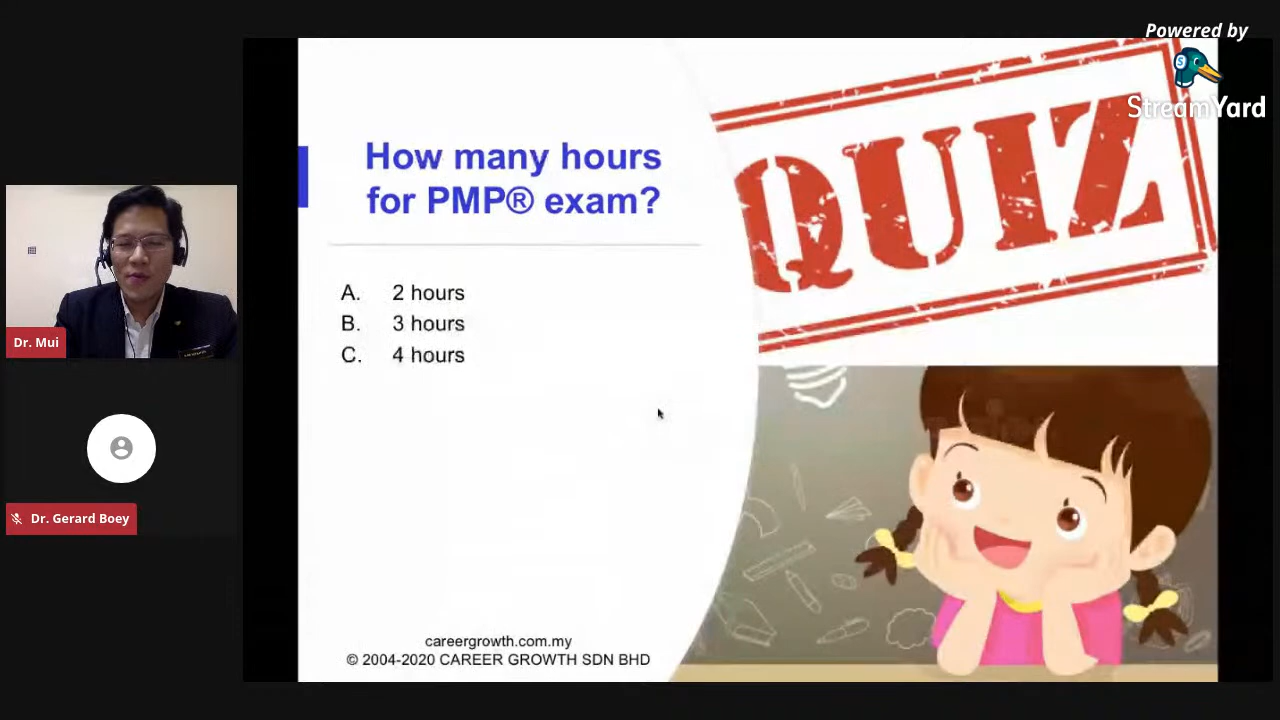 Powered by
StreamYard
How many hours
for PMP® exam?
QUIZ
A. 2 hours
B. 3 hours
C. 4 hours
Dr. Mui
Dr. Gerard Boey
careergrowth.com.my
© 2004-2020 CAREER GROWTH SDN BHD